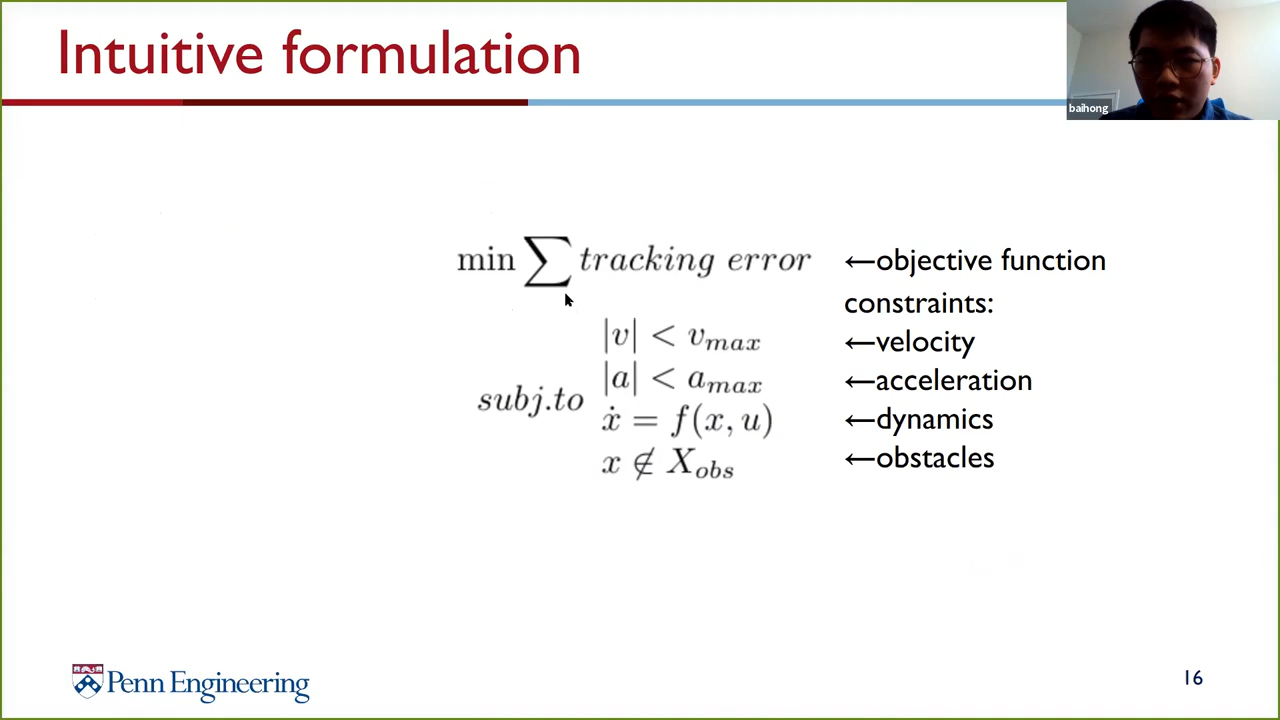 Intuitive formulation
baihong
min ∑ tracking error ←objective function
constraints:
|v| < v_max ←velocity
|a| < a_max ←acceleration
subj.to
ẋ = f(x, u) ←dynamics
x ∉ X_obs ←obstacles
Penn Engineering
16